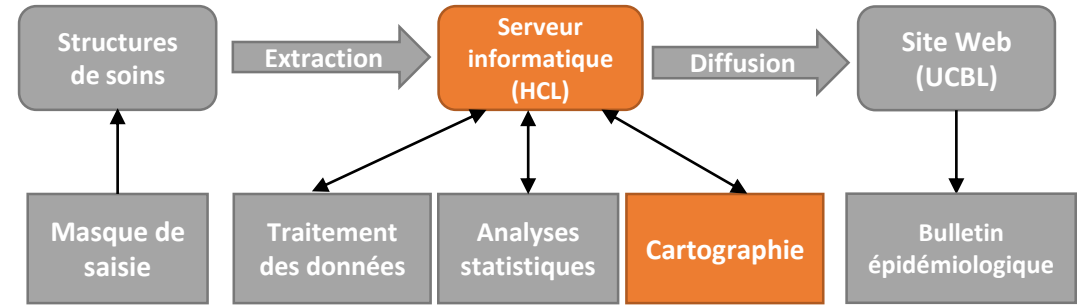 Structures
de soins
Extraction
Serveur
informatique
(HCL)
Diffusion
Site Web
(UCBL)
Masque de
saisie
Traitement
des données
Analyses
statistiques
Cartographie
Bulletin
épidémiologique